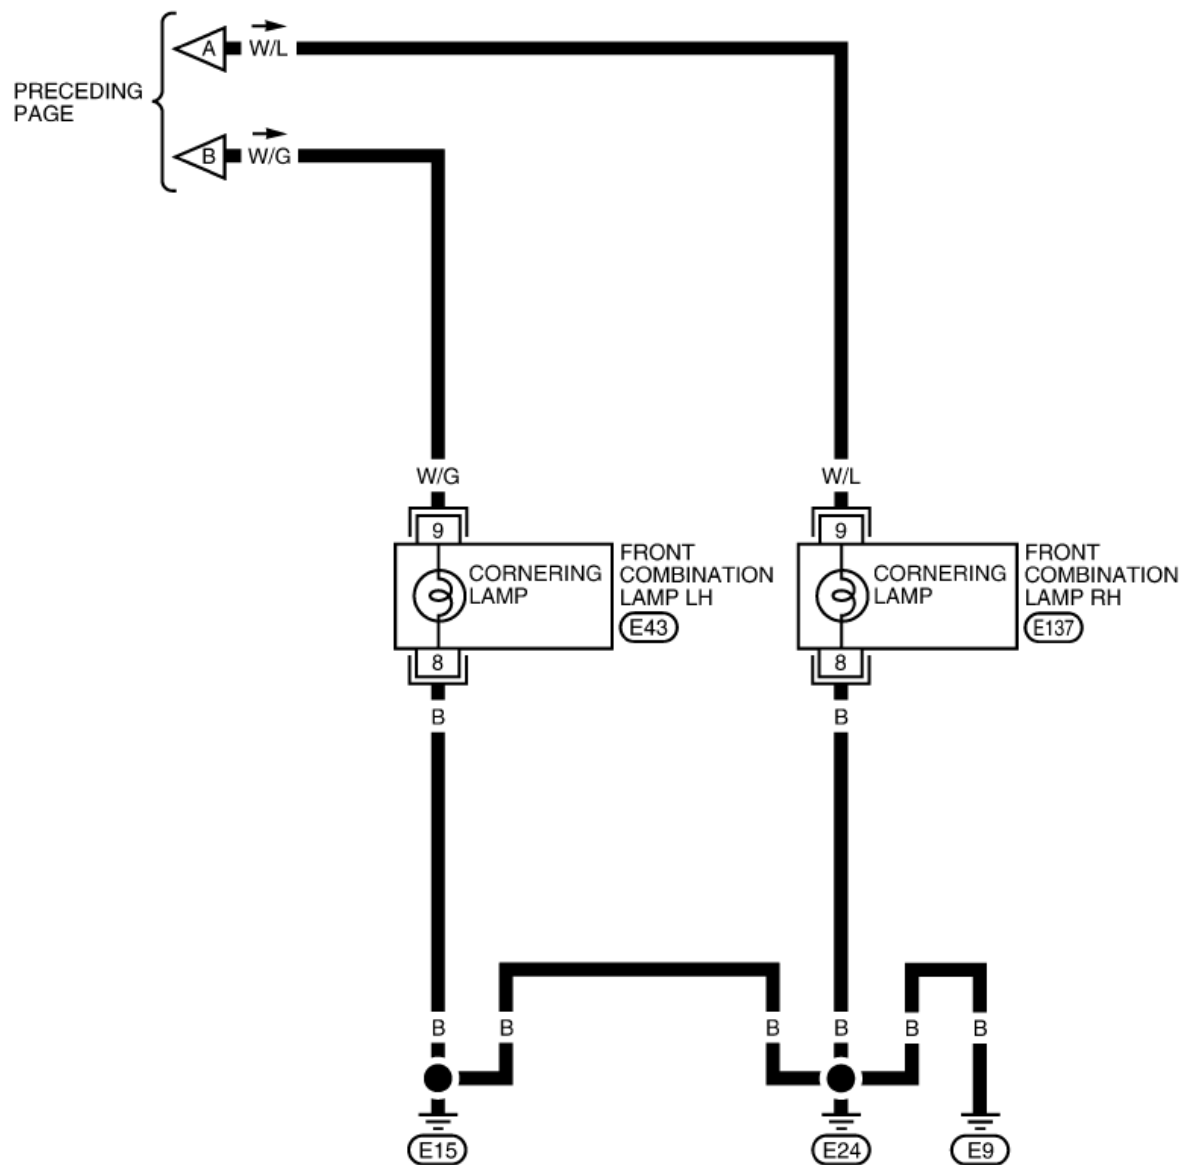 A W/L
PRECEDING
PAGE
B W/G
W/G W/L
9 9
CORNERING
LAMP
FRONT
COMBINATION
LAMP LH
E43
CORNERING
LAMP
FRONT
COMBINATION
LAMP RH
E137
8 8
B B
B B B B B B
E15 E24 E9